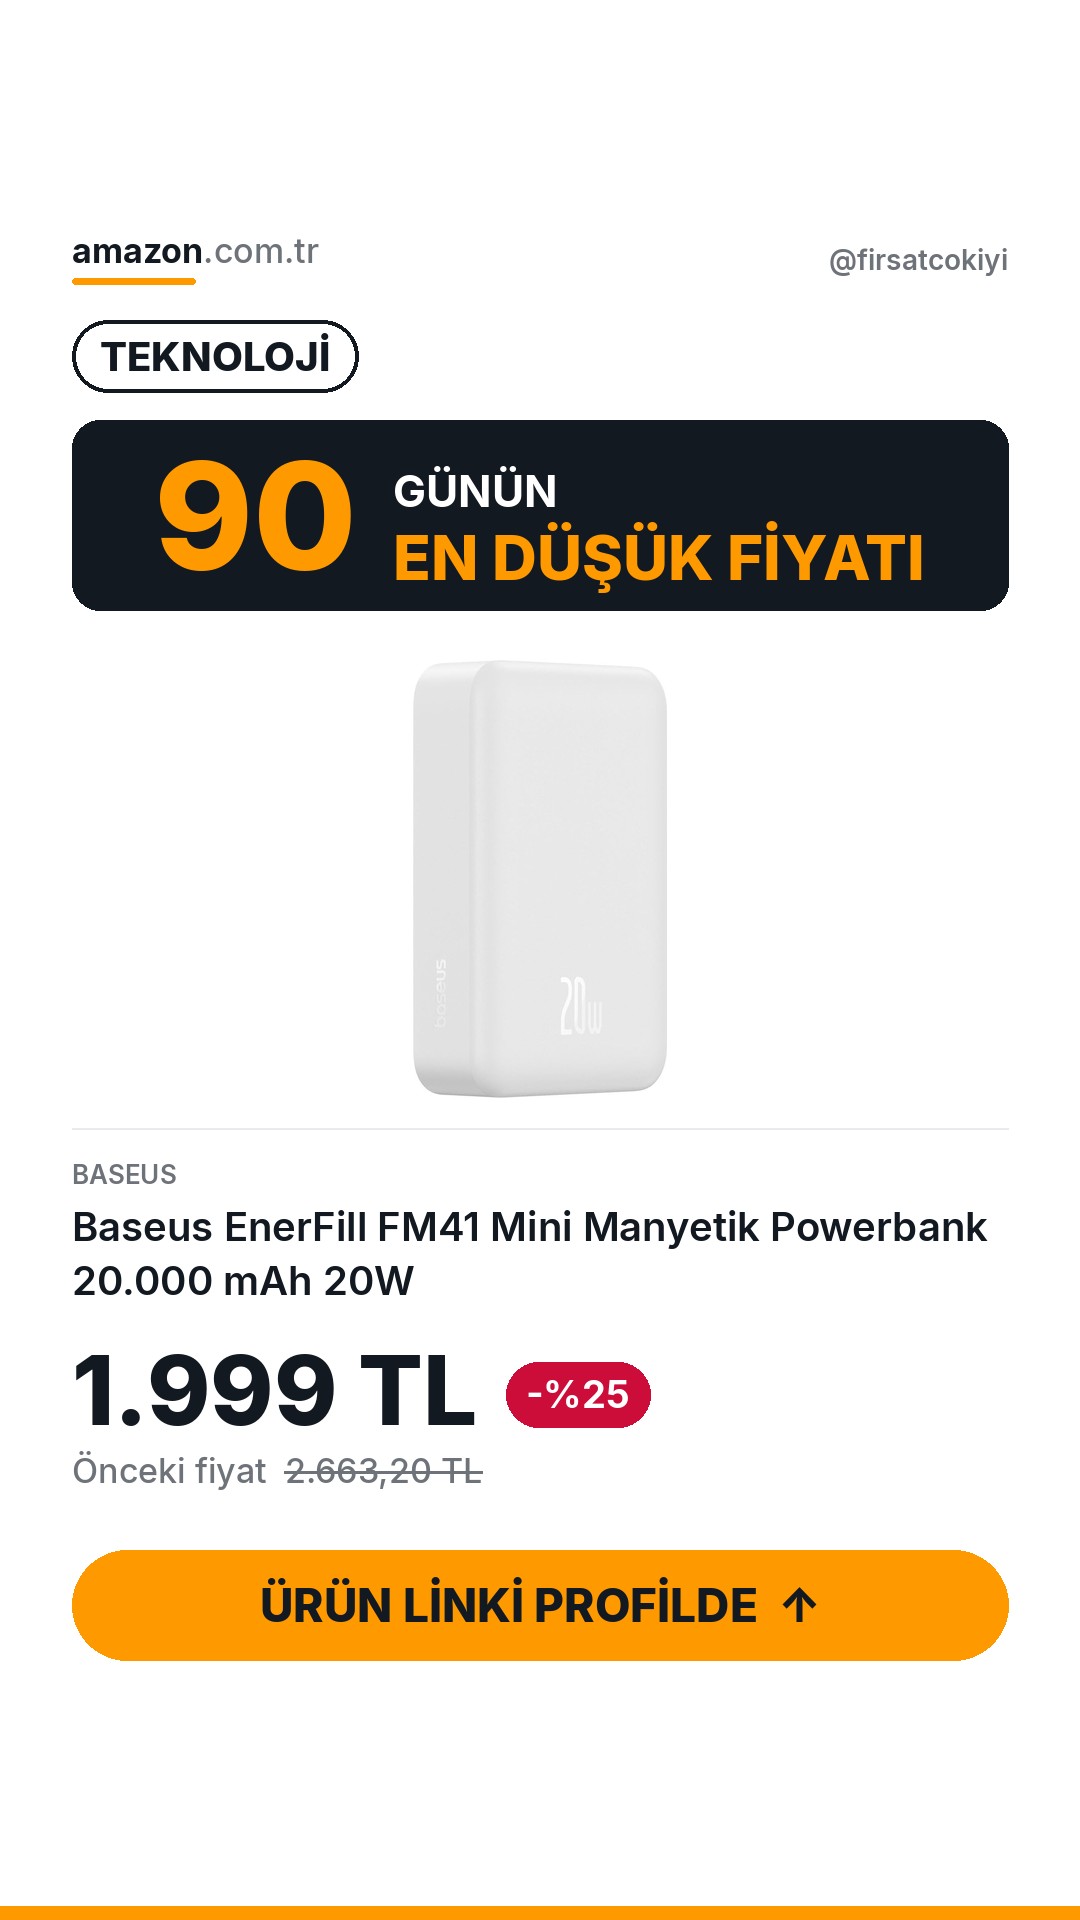 amazon.com.tr
@firsatcokiyi
TEKNOLOJİ
90 GÜNÜN
EN DÜŞÜK FİYATI
baseus
20w
BASEUS
Baseus EnerFill FM41 Mini Manyetik Powerbank
20.000 mAh 20W
1.999 TL -%25
Önceki fiyat 2.663,20 TL
ÜRÜN LİNKİ PROFİLDE ↑